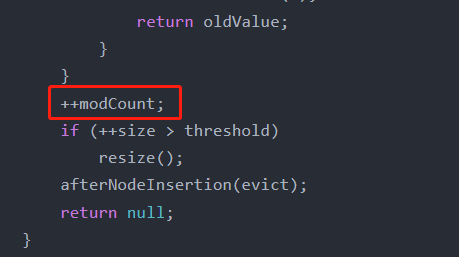 return oldValue;
}
}
++modCount;
if (++size > threshold)
resize();
afterNodeInsertion(evict);
return null;
}